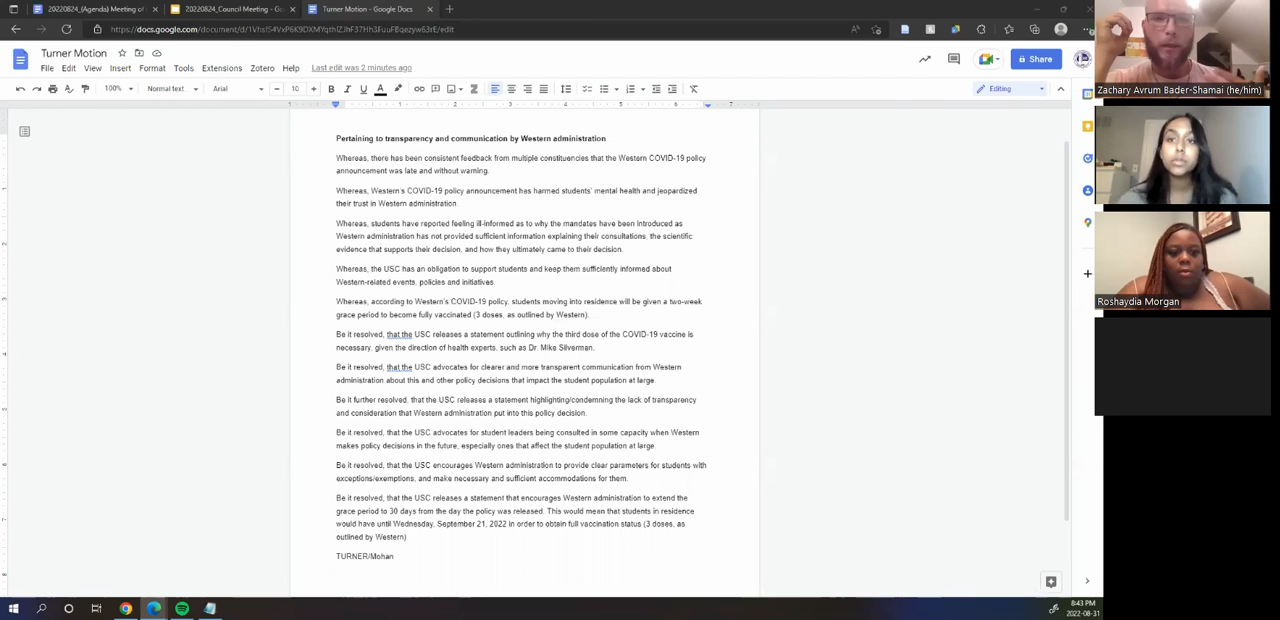 20220824_(Agenda) Meeting of
20220824_Council Meeting - G
Turner Motion - Google Docs
Turner Motion
File Edit View Insert Format Tools Extensions Zotero Help Last edit was 2 minutes ago
Share
100% Normal text Arial 10 Editing
Pertaining to transparency and communication by Western administration
Whereas, there has been consistent feedback from multiple constituencies that the Western COVID-19 policy
announcement was late and without warning.
Whereas, Western's COVID-19 policy announcement has harmed students' mental health and jeopardized
their trust in Western administration
Whereas, students have reported feeling ill-informed as to why the mandates have been introduced as
Western administration has not provided sufficient information explaining their consultations, the scientific
evidence that supports their decision, and how they ultimately came to their decision.
Whereas, the USC has an obligation to support students and keep them sufficiently informed about
Western-related events, policies and initiatives.
Whereas, according to Western's COVID-19 policy, students moving into residence will be given a two-week
grace period to become fully vaccinated (3 doses, as outlined by Western).
Be it resolved, that the USC releases a statement outlining why the third dose of the COVID-19 vaccine is
necessary, given the direction of health experts, such as Dr. Mike Silverman.
Be it resolved, that the USC advocates for clearer and more transparent communication from Western
administration about this and other policy decisions that impact the student population at large.
Be it further resolved, that the USC releases a statement highlighting/condemning the lack of transparency
and consideration that Western administration put into this policy decision.
Be it resolved, that the USC advocates for student leaders being consulted in some capacity when Western
makes policy decisions in the future, especially ones that affect the student population at large.
Be it resolved, that the USC encourages Western administration to provide clear parameters for students with
exceptions/exemptions, and make necessary and sufficient accommodations for them.
Be it resolved, that the USC releases a statement that encourages Western administration to extend the
grace period to 30 days from the day the policy was released. This would mean that students in residence
would have until Wednesday, September 21, 2022 in order to obtain full vaccination status (3 doses, as
outlined by Western)
TURNER/Mohan
Zachary Avrum Bader-Shamai (he/him)
Roshaydia Morgan
8:43 PM
2022-08-31